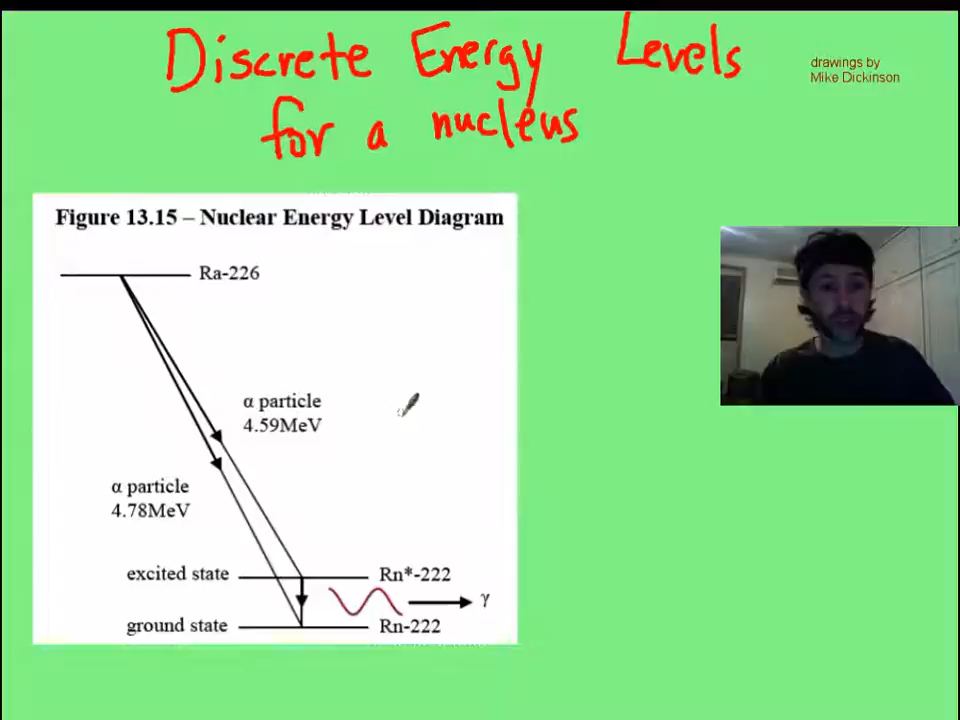 Discrete Energy Levels
for a nucleus
drawings by
Mike Dickinson
Figure 13.15 – Nuclear Energy Level Diagram
Ra-226
α particle
4.59MeV
α particle
4.78MeV
excited state
Rn*-222
γ
ground state
Rn-222